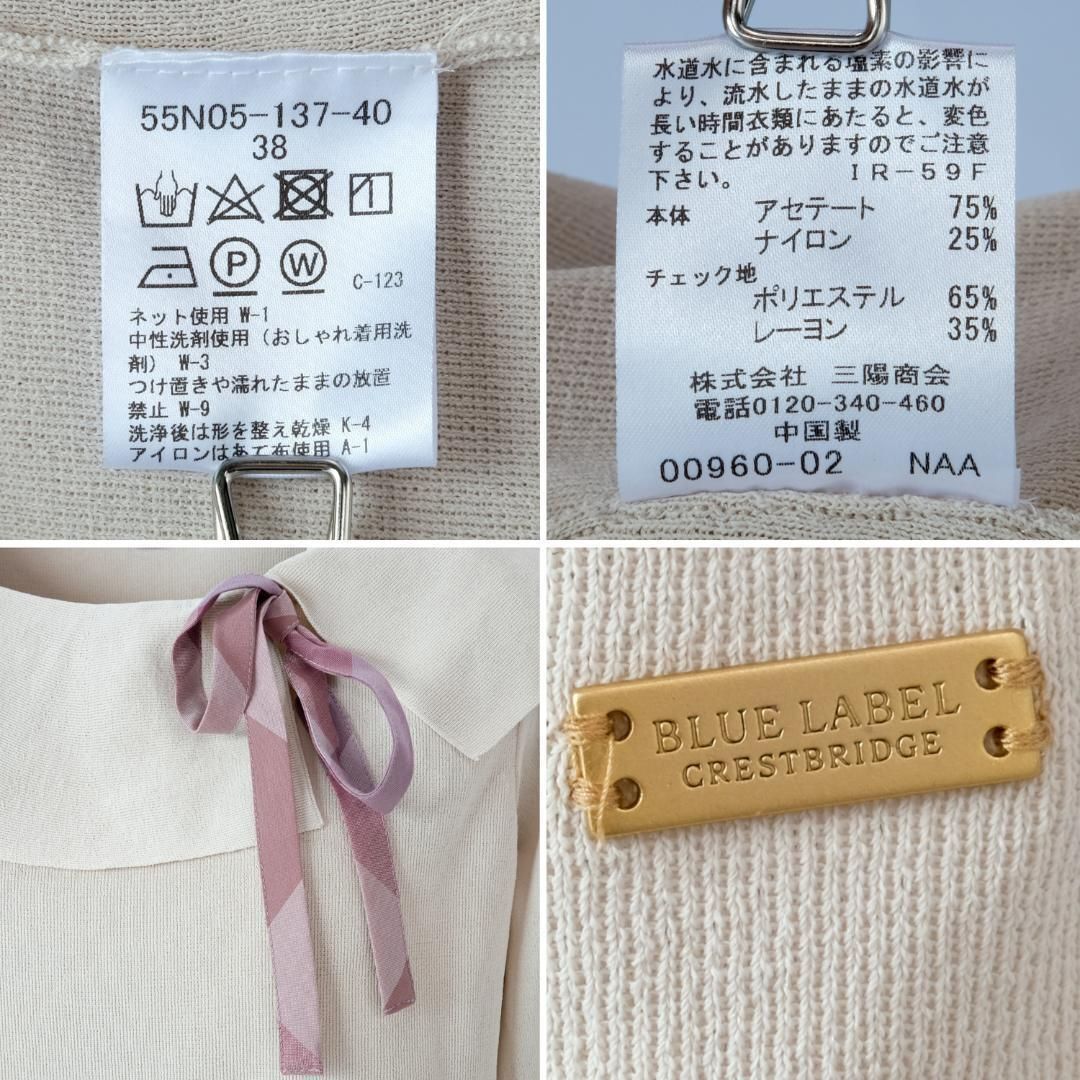 55N05-137-40
38
P
W
C-123
ネット使用 W-1
中性洗剤使用（おしゃれ着用洗
剤） W-3
つけ置きや濡れたままの放置
禁止 W-9
洗浄後は形を整え乾燥 K-4
アイロンはあて布使用 A-1
水道水に含まれる塩素の影響に
より、流水したままの水道水が
長い時間衣類にあたると、変色
することがありますのでご注意
下さい。 IR-59F
本体 アセテート 75%
ナイロン 25%
チェック地
ポリエステル 65%
レーヨン 35%
株式会社 三陽商会
電話0120-340-460
中国製
00960-02 NAA
BLUE LABEL
CRESTBRIDGE